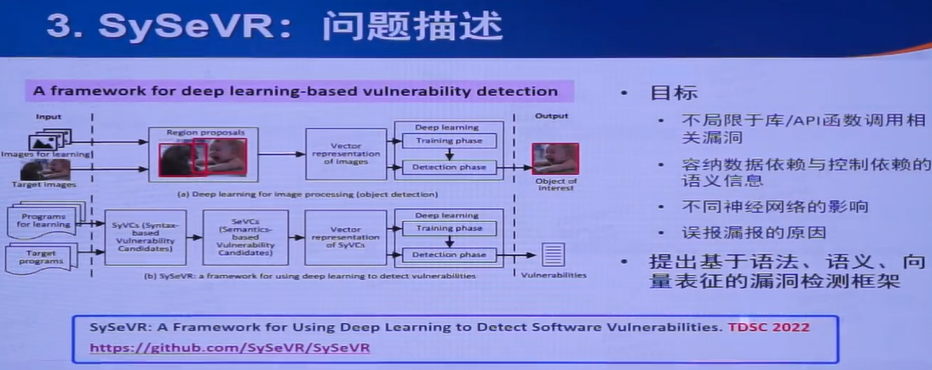 3. SySeVR：问题描述
A framework for deep learning-based vulnerability detection
Input
Output
Images for learning
Target images
Region proposals
Vector
representation
of images
Deep learning
Training phase
Detection phase
Object of
interest
(a) Deep learning for image processing (object detection)
Programs
for learning
Target
programs
SyVCs (Syntax-
based
Vulnerability
Candidates)
SeVCs
(Semantics-
based
Vulnerability
Candidates)
Vector
representation
of SyVCs
Deep learning
Training phase
Detection phase
Vulnerabilities
(b) SySeVR: a framework for using deep learning to detect vulnerabilities
• 目标
• 不局限于库/API函数调用相
关漏洞
• 容纳数据依赖与控制依赖的
语义信息
• 不同神经网络的影响
• 误报漏报的原因
• 提出基于语法、语义、向
量表征的漏洞检测框架
SySeVR: A Framework for Using Deep Learning to Detect Software Vulnerabilities. TDSC 2022
https://github.com/SySeVR/SySeVR